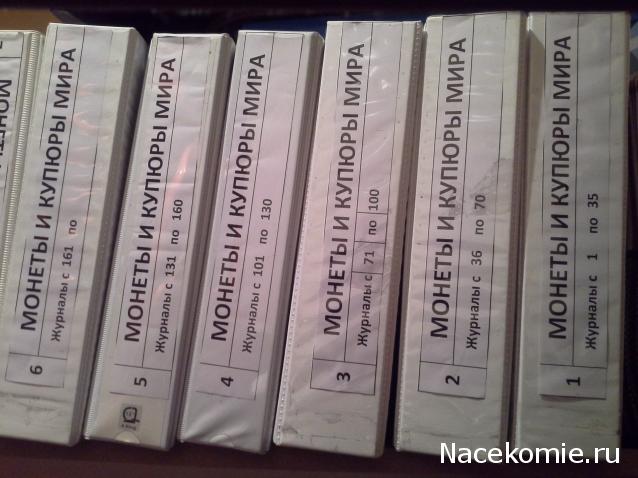 МОНЕТЫ
6
МОНЕТЫ И КУПЮРЫ МИРА
Журналы с 161 по
5
МОНЕТЫ И КУПЮРЫ МИРА
Журналы с 131 по 160
4
МОНЕТЫ И КУПЮРЫ МИРА
Журналы с 101 по 130
3
МОНЕТЫ И КУПЮРЫ МИРА
Журналы с 71 по 100
2
МОНЕТЫ И КУПЮРЫ МИРА
Журналы с 36 по 70
1
МОНЕТЫ И КУПЮРЫ МИРА
Журналы с 1 по 35
Nacekomie.ru